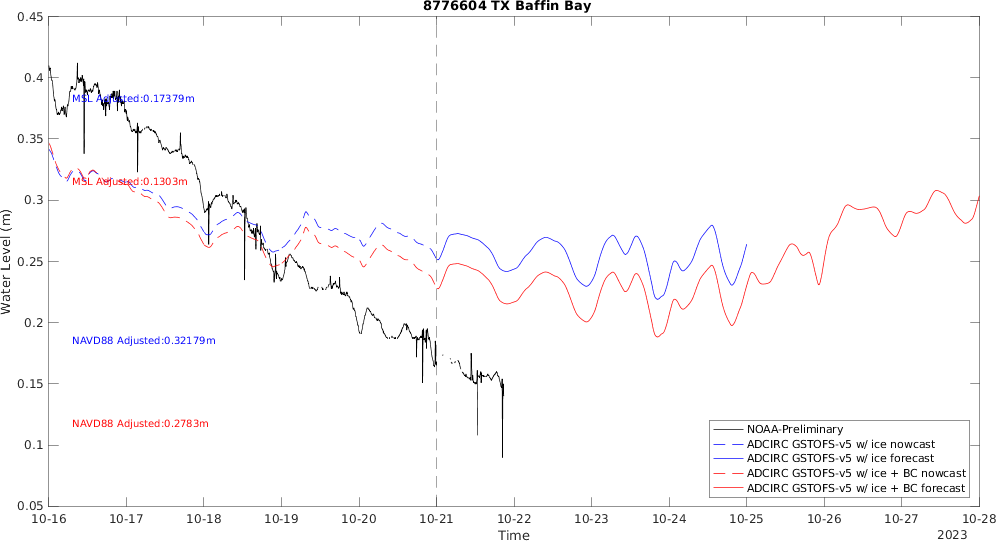 8776604 TX Baffin Bay
0.45
0.4
MSL Adjusted:0.17379m
0.35
MSL Adjusted:0.1303m
0.3
0.25
Water Level (m)
0.2
NAVD88 Adjusted:0.32179m
0.15
NAVD88 Adjusted:0.2783m
0.1
0.05
NOAA-Preliminary
ADCIRC GSTOFS-v5 w/ ice nowcast
ADCIRC GSTOFS-v5 w/ ice forecast
ADCIRC GSTOFS-v5 w/ ice + BC nowcast
ADCIRC GSTOFS-v5 w/ ice + BC forecast
10-16 10-17 10-18 10-19 10-20 10-21 10-22 10-23 10-24 10-25 10-26 10-27 10-28
Time
2023